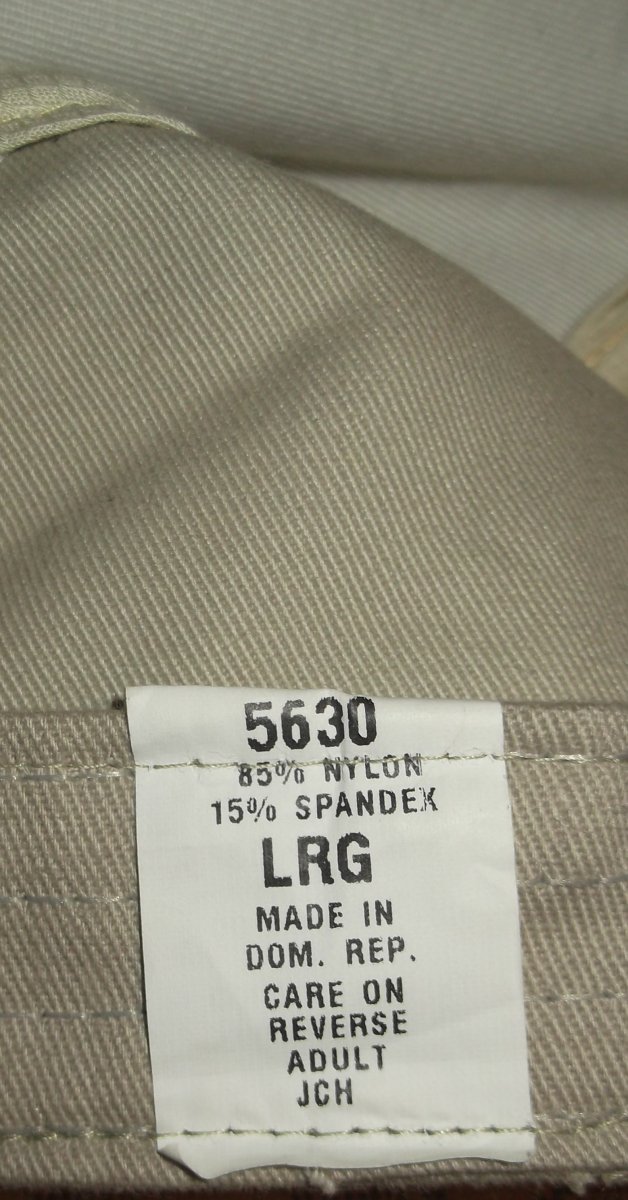 5630
85% NYLON
15% SPANDEX
LRG
MADE IN
DOM. REP.
CARE ON
REVERSE
ADULT
JCH